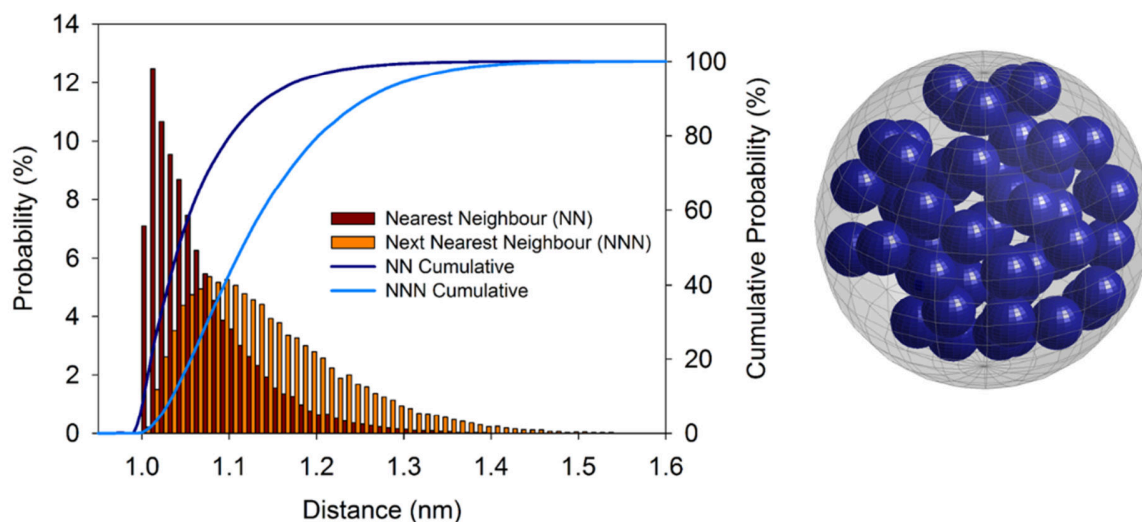 14
12
10
8
6
4
2
0
Probability (%)
100
80
60
40
20
0
Cumulative Probability (%)
Nearest Neighbour (NN)
Next Nearest Neighbour (NNN)
NN Cumulative
NNN Cumulative
1.0 1.1 1.2 1.3 1.4 1.5 1.6
Distance (nm)